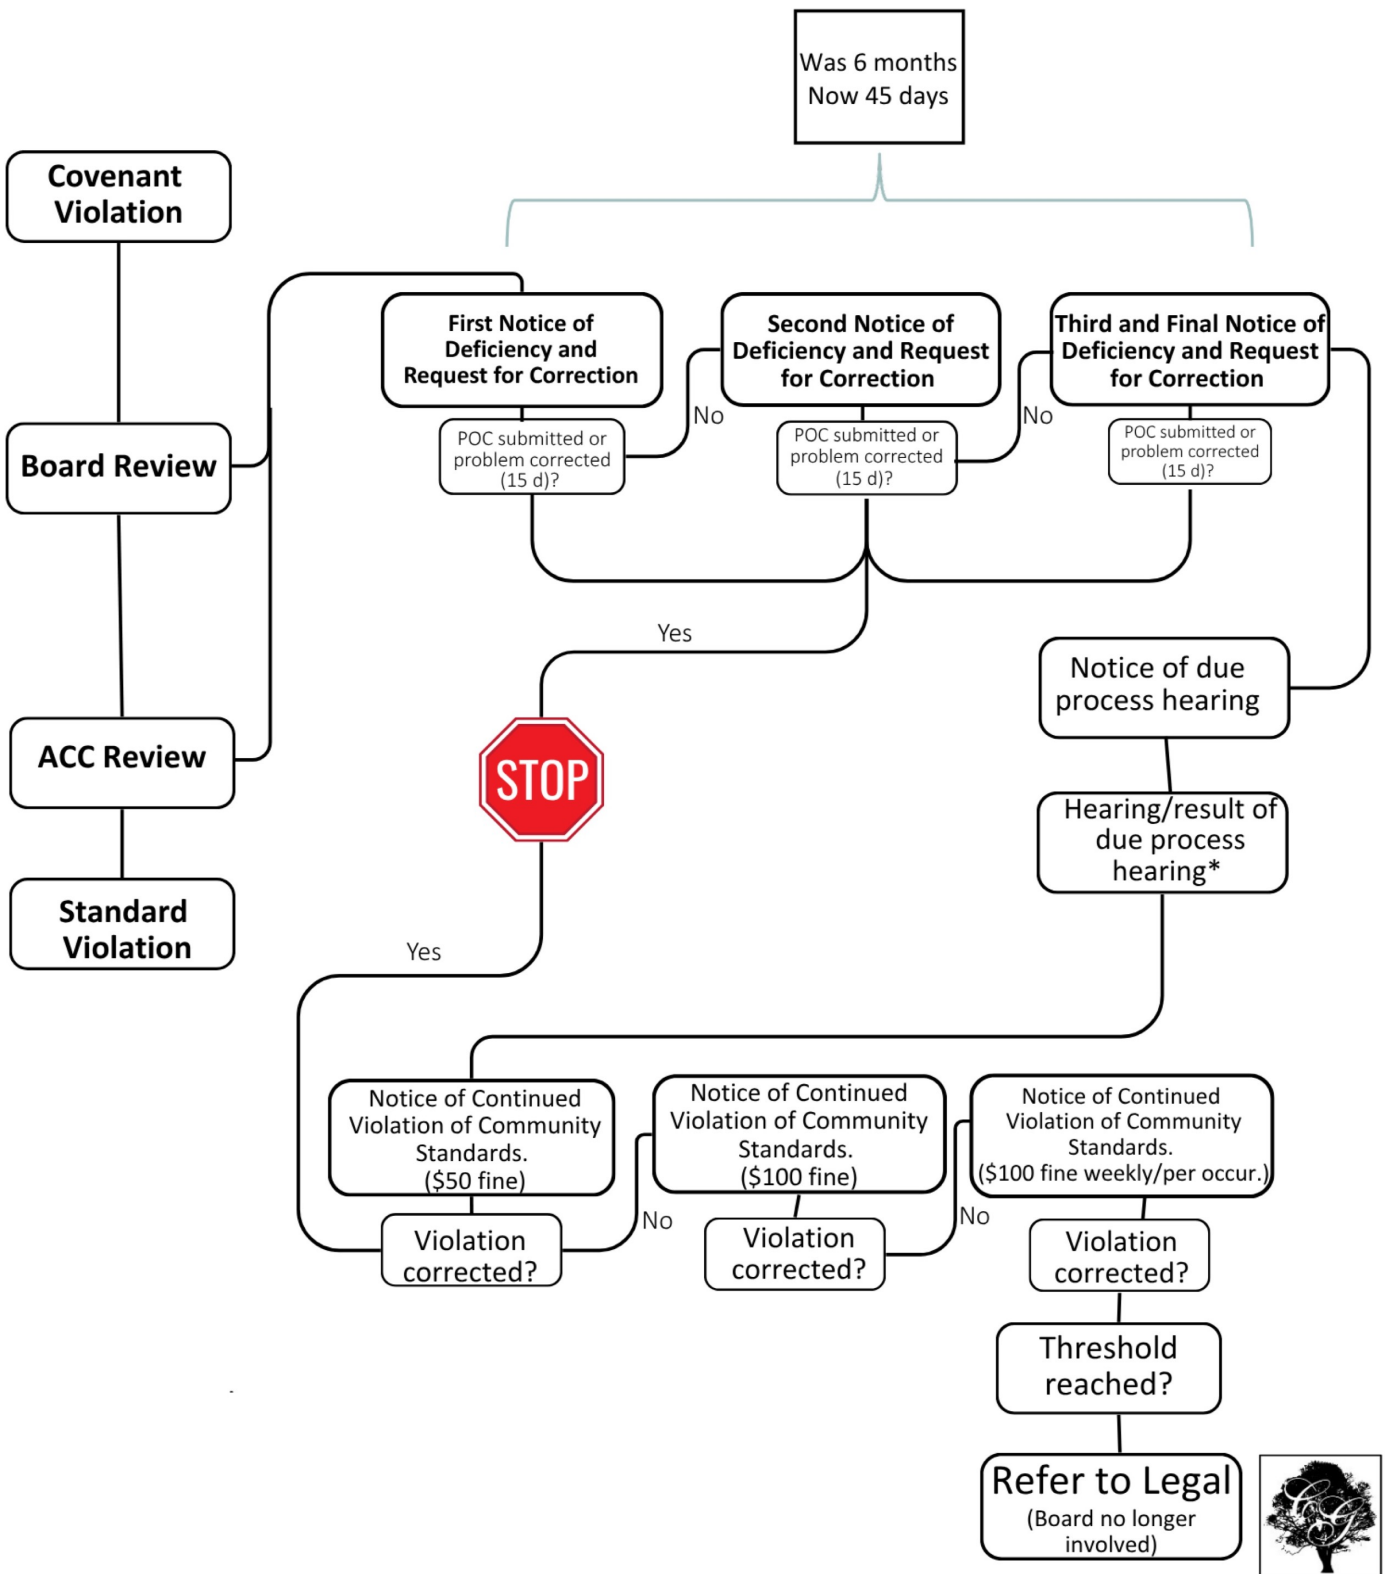 Was 6 months
Now 45 days
Covenant
Violation
Board Review
ACC Review
Standard
Violation
First Notice of
Deficiency and
Request for Correction
Second Notice of
Deficiency and Request
for Correction
Third and Final Notice of
Deficiency and Request
for Correction
No
No
POC submitted or
problem corrected
(15 d)?
POC submitted or
problem corrected
(15 d)?
POC submitted or
problem corrected
(15 d)?
Yes
STOP
Yes
Notice of due
process hearing
Hearing/result of
due process
hearing*
Notice of Continued
Violation of Community
Standards.
($50 fine)
Notice of Continued
Violation of Community
Standards.
($100 fine)
Notice of Continued
Violation of Community
Standards.
($100 fine weekly/per occur.)
No
No
Violation
corrected?
Violation
corrected?
Violation
corrected?
Threshold
reached?
Refer to Legal
(Board no longer
involved)
CG